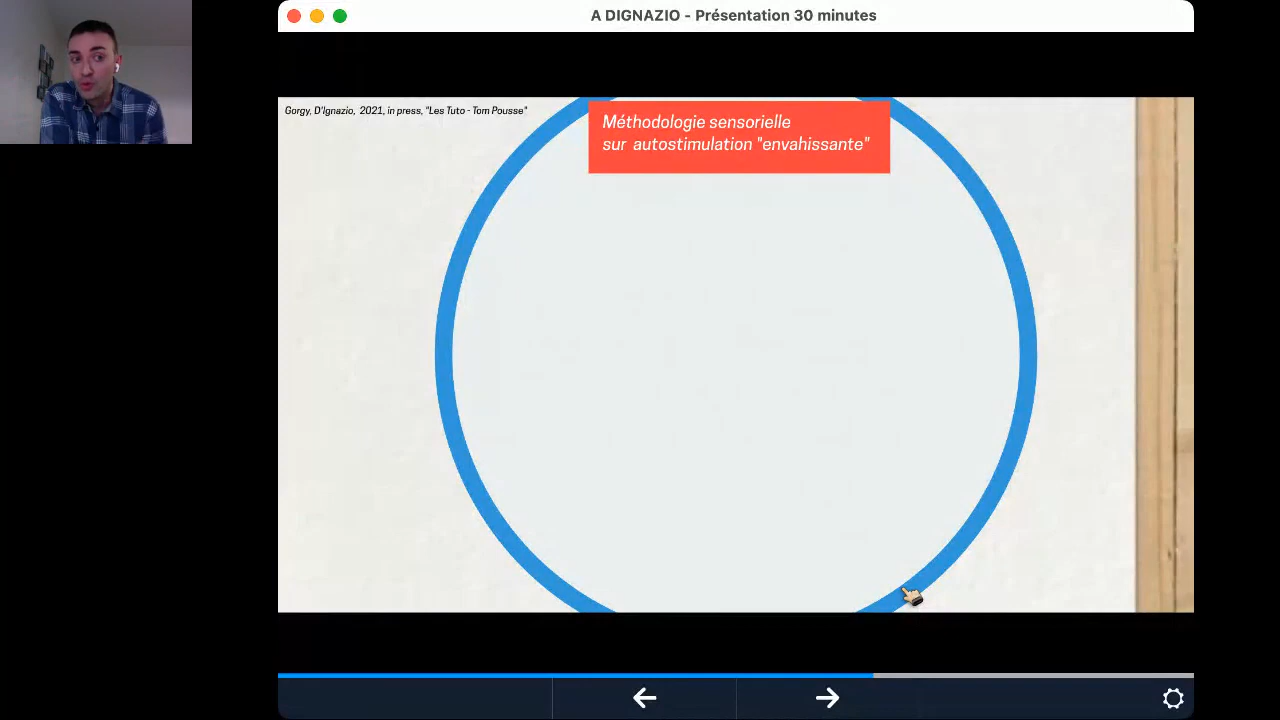 A DIGNAZIO - Présentation 30 minutes
Gorgy, D'Ignazio, 2021, in press, "Les Tuto - Tom Pousse"
Méthodologie sensorielle
sur autostimulation "envahissante"